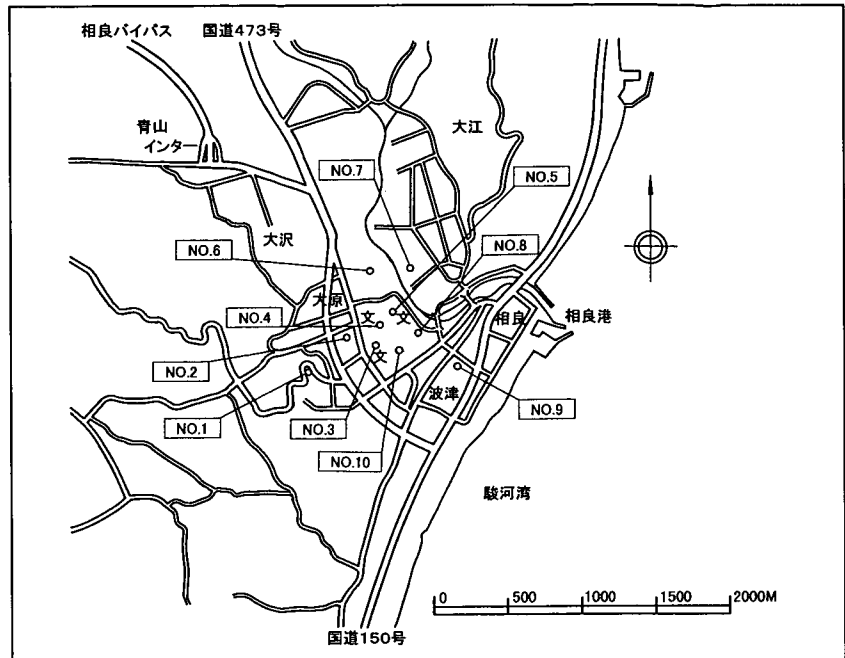 相良バイパス 国道473号
青山
インター
大江
NO.7
NO.5
大沢
NO.8
NO.6
大原
NO.4
文 文
相良
相良港
文
NO.2
波津
NO.1
NO.3
NO.9
NO.10
駿河湾
0 500 1000 1500 2000M
国道150号